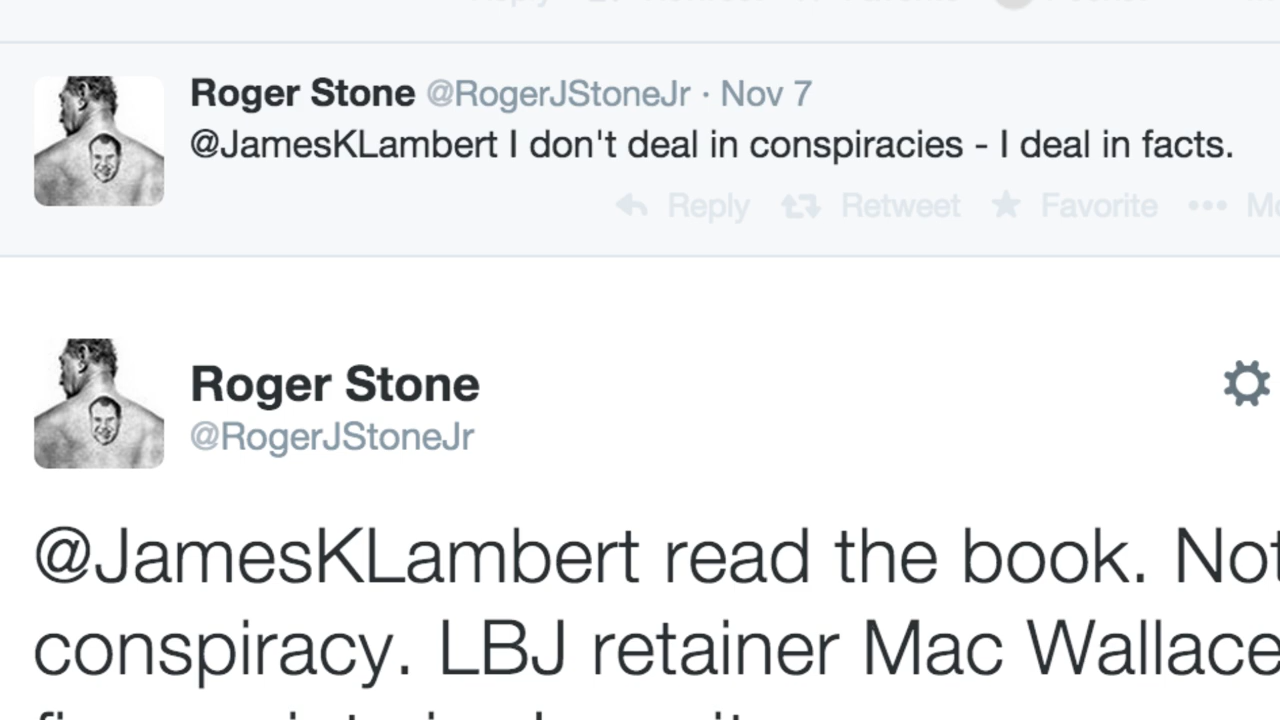 Roger Stone @RogerJStoneJr · Nov 7
@JamesKLambert I don't deal in conspiracies - I deal in facts.
Reply Retweet Favorite
Roger Stone
@RogerJStoneJr
@JamesKLambert read the book. Not
conspiracy. LBJ retainer Mac Wallace